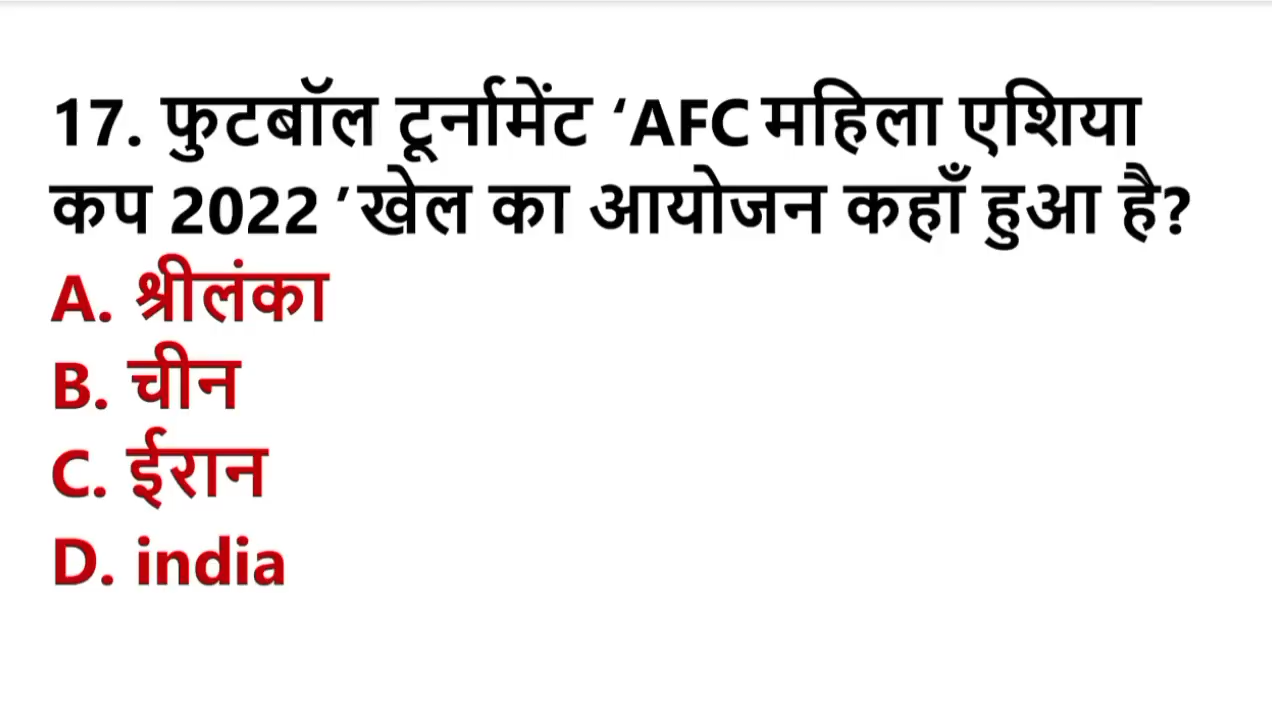 17. फुटबॉल टूर्नामेंट ‘AFC महिला एशिया
कप 2022 ’खेल का आयोजन कहाँ हुआ है?
A. श्रीलंका
B. चीन
C. ईरान
D. india